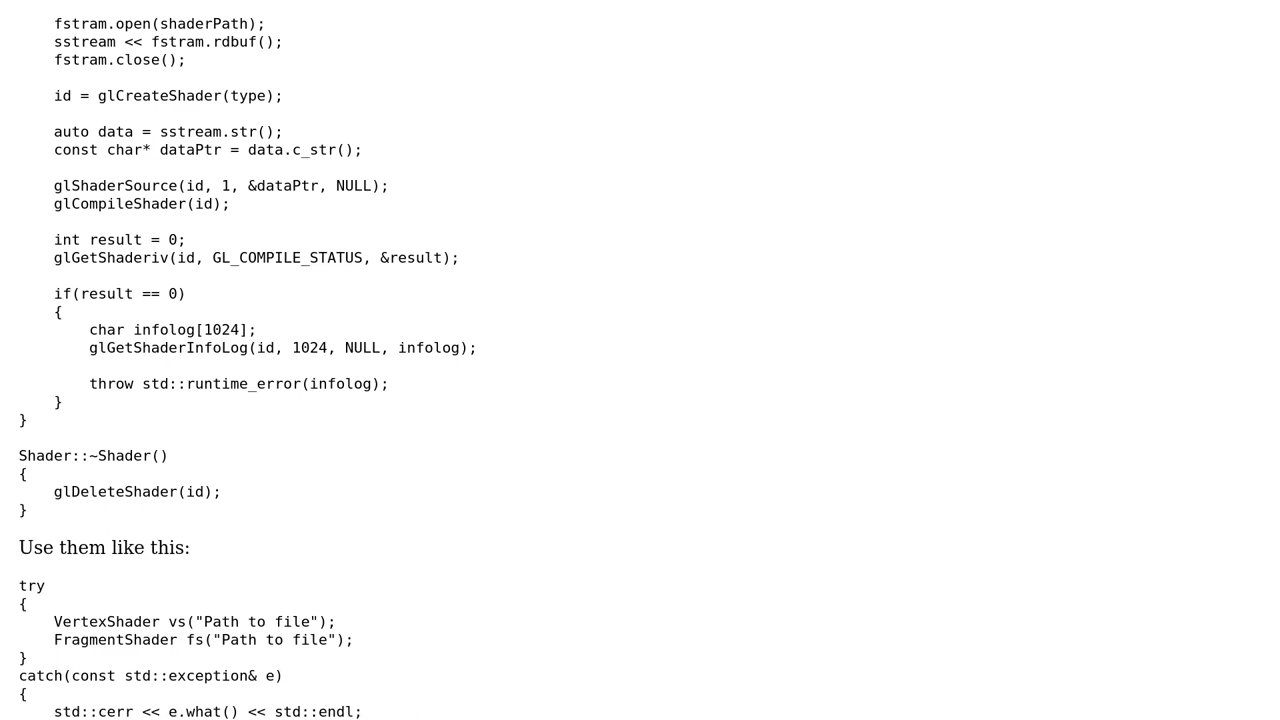 fstram.open(shaderPath);
sstream << fstram.rdbuf();
fstram.close();
id = glCreateShader(type);
auto data = sstream.str();
const char* dataPtr = data.c_str();
glShaderSource(id, 1, &dataPtr, NULL);
glCompileShader(id);
int result = 0;
glGetShaderiv(id, GL_COMPILE_STATUS, &result);
if(result == 0)
{
char infolog[1024];
glGetShaderInfoLog(id, 1024, NULL, infolog);
throw std::runtime_error(infolog);
}
}
Shader::~Shader()
{
glDeleteShader(id);
}
Use them like this:
try
{
VertexShader vs("Path to file");
FragmentShader fs("Path to file");
}
catch(const std::exception& e)
{
std::cerr << e.what() << std::endl;